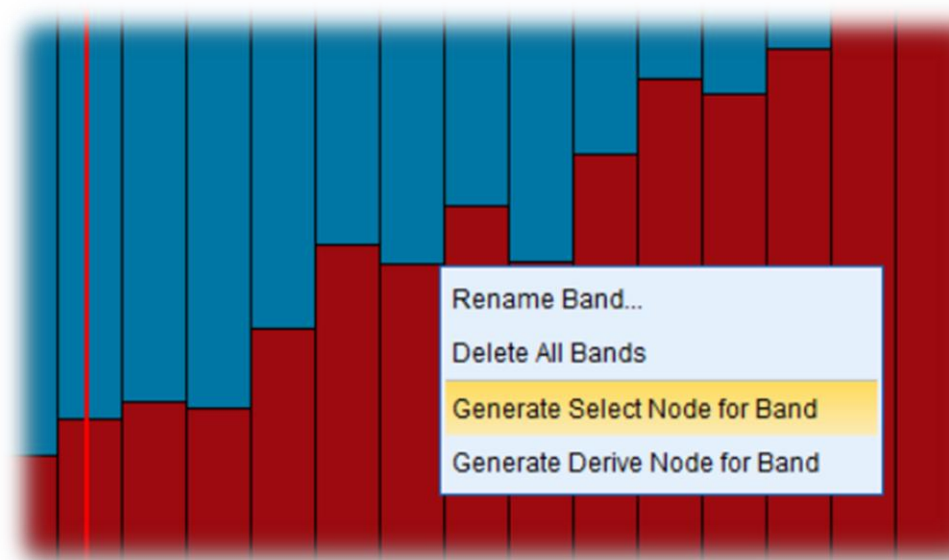 Rename Band...
Delete All Bands
Generate Select Node for Band
Generate Derive Node for Band